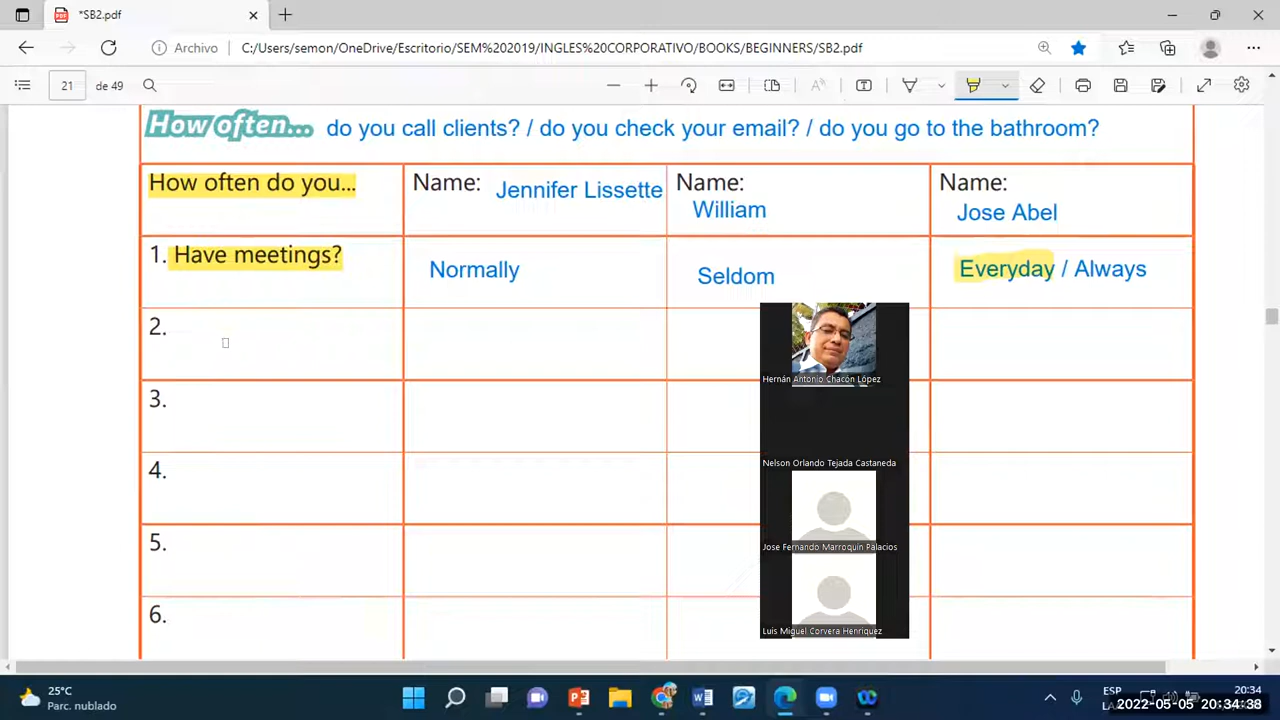 *SB2.pdf
Archivo
C:/Users/semon/OneDrive/Escritorio/SEM%202019/INGLES%20CORPORATIVO/BOOKS/BEGINNERS/SB2.pdf
21 de 49
How often... do you call clients? / do you check your email? / do you go to the bathroom?
How often do you... Name: Jennifer Lissette Name: William Name: Jose Abel
1. Have meetings? Normally Seldom Everyday / Always
2.
3.
4.
5.
6.
Hernán Antonio Chacón López
Nelson Orlando Tejada Castaneda
Jose Fernando Marroquin Palacios
Luis Miguel Corvera Henriquez
25°C
Parc. nublado
ESP
20:34
2022-05-05 20:34:38